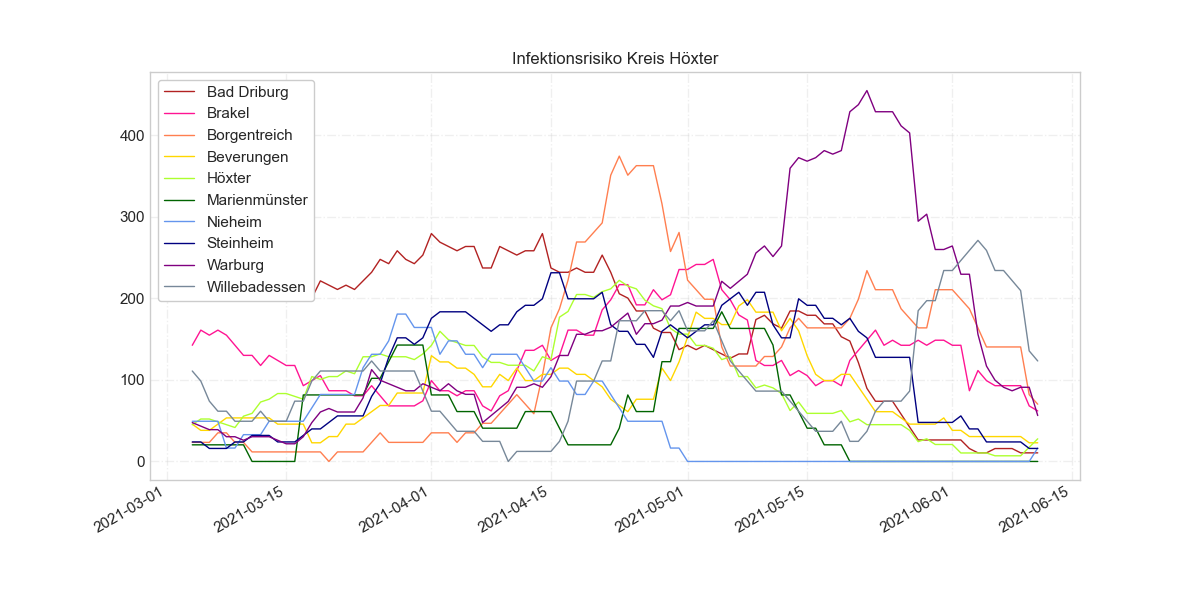 Infektionsrisiko Kreis Höxter
Bad Driburg
Brakel
Borgentreich
Beverungen
Höxter
Marienmünster
Nieheim
Steinheim
Warburg
Willebadessen
400
300
200
100
0
2021-03-01
2021-03-15
2021-04-01
2021-04-15
2021-05-01
2021-05-15
2021-06-01
2021-06-15